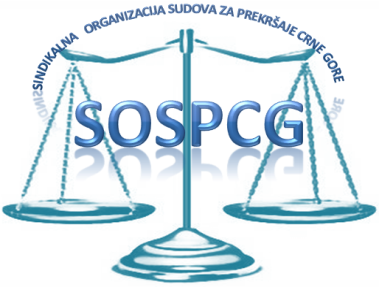 SINDIKALNA ORGANIZACIJA SUDOVA ZA PREKRŠAJE CRNE GORE
SOSPCG